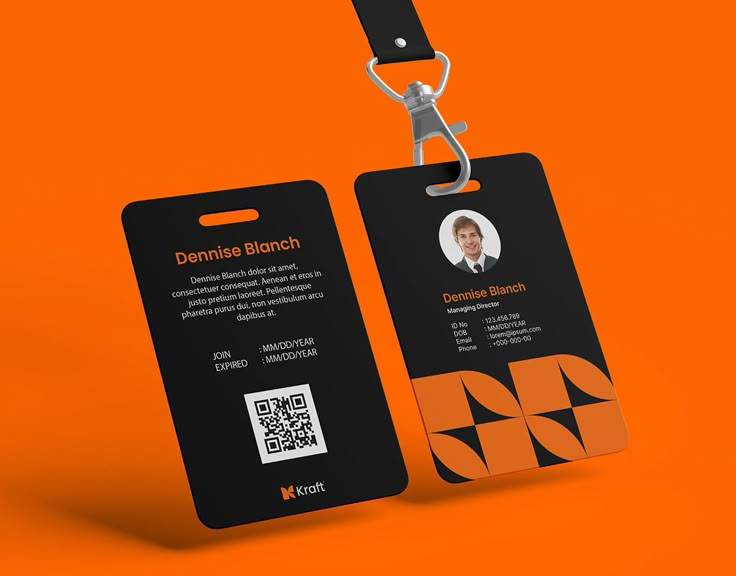 Dennise Blanch
Dennise Blanch dolor sit amet,
consectetuer consequat. Aenean et eros in
justo pretium laoreet. Pellentesque
pharetra purus dui, non vestibulum arcu
dapibus at.
JOIN : MM/DD/YEAR
EXPIRED : MM/DD/YEAR
Kraft
Dennise Blanch
Managing Director
ID No : 123.456.789
DOB : MM/DD/YEAR
Email : lorem@ipsum.com
Phone : +000-000-00